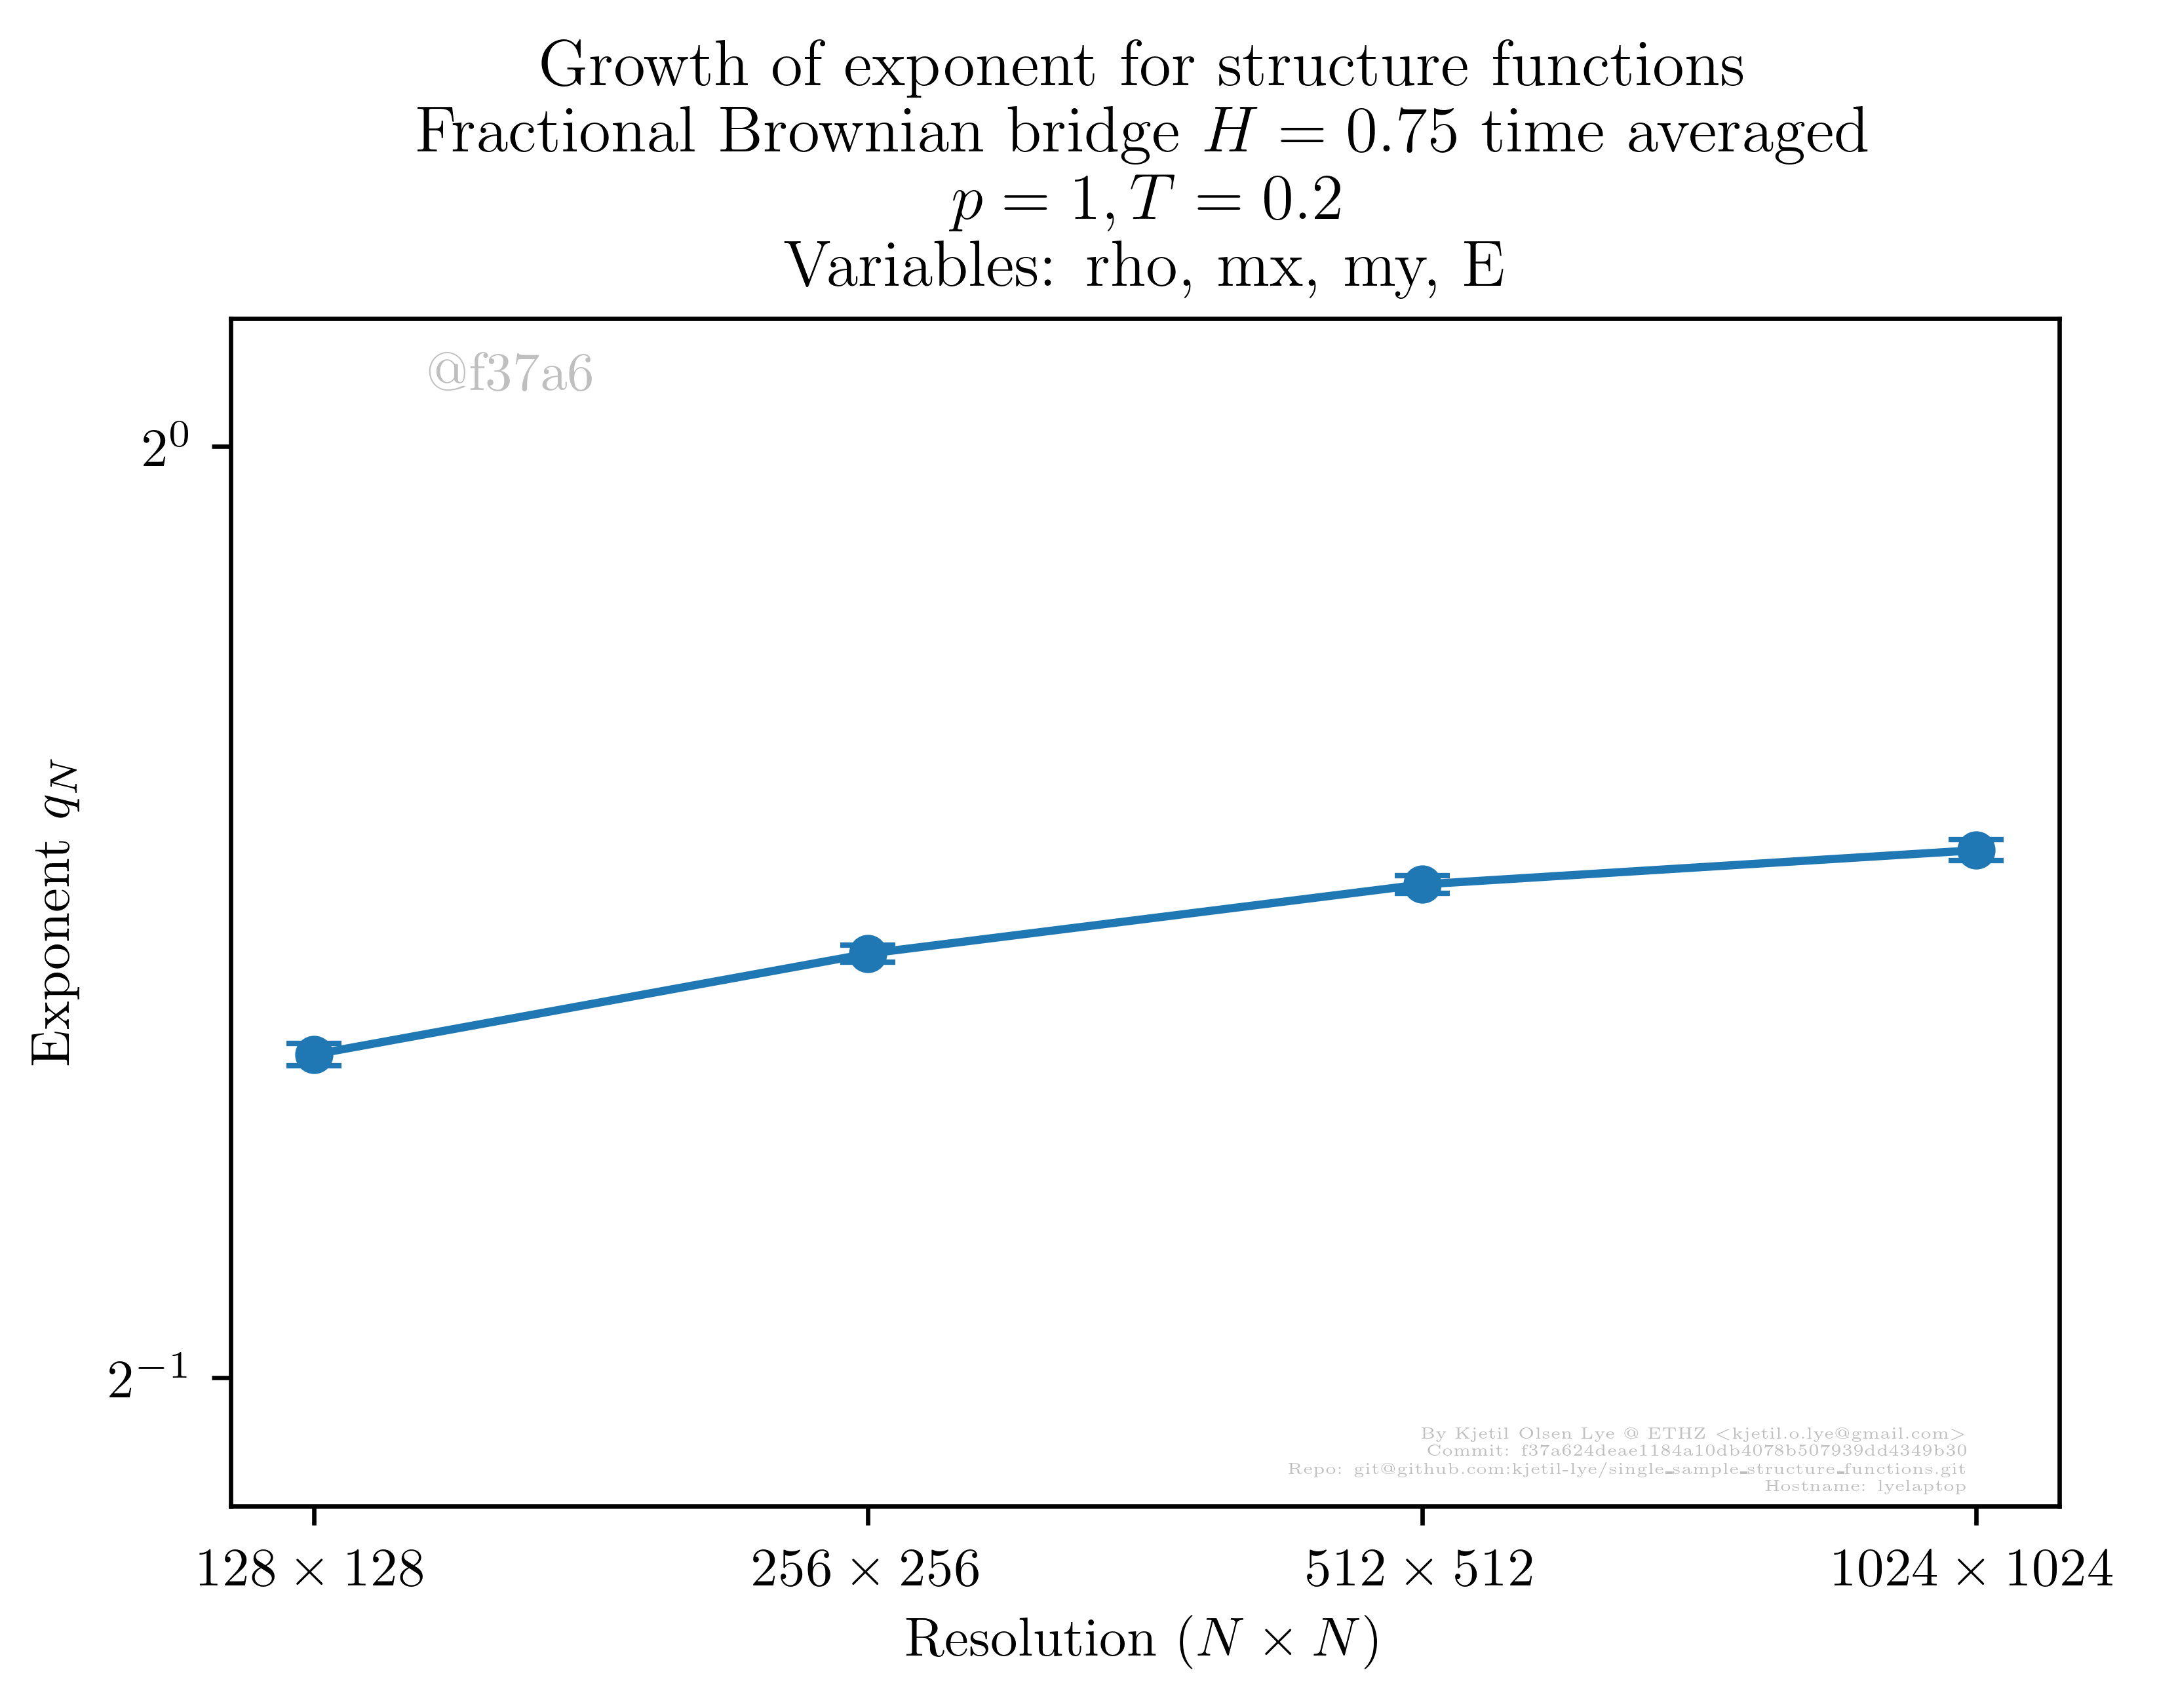 Growth of exponent for structure functions
Fractional Brownian bridge H = 0.75 time averaged
p = 1, T = 0.2
Variables: rho, mx, my, E
@f37a6
2⁰
Exponent q_N
2⁻¹
By Kjetil Olsen Lye @ ETHZ <kjetil.o.lye@gmail.com>
Commit: f37a624deae1184a10db4078b507939dd4349b30
Repo: git@github.com:kjetil-lye/single_sample_structure_functions.git
Hostname: lyelaptop
128 × 128 256 × 256 512 × 512 1024 × 1024
Resolution (N × N)